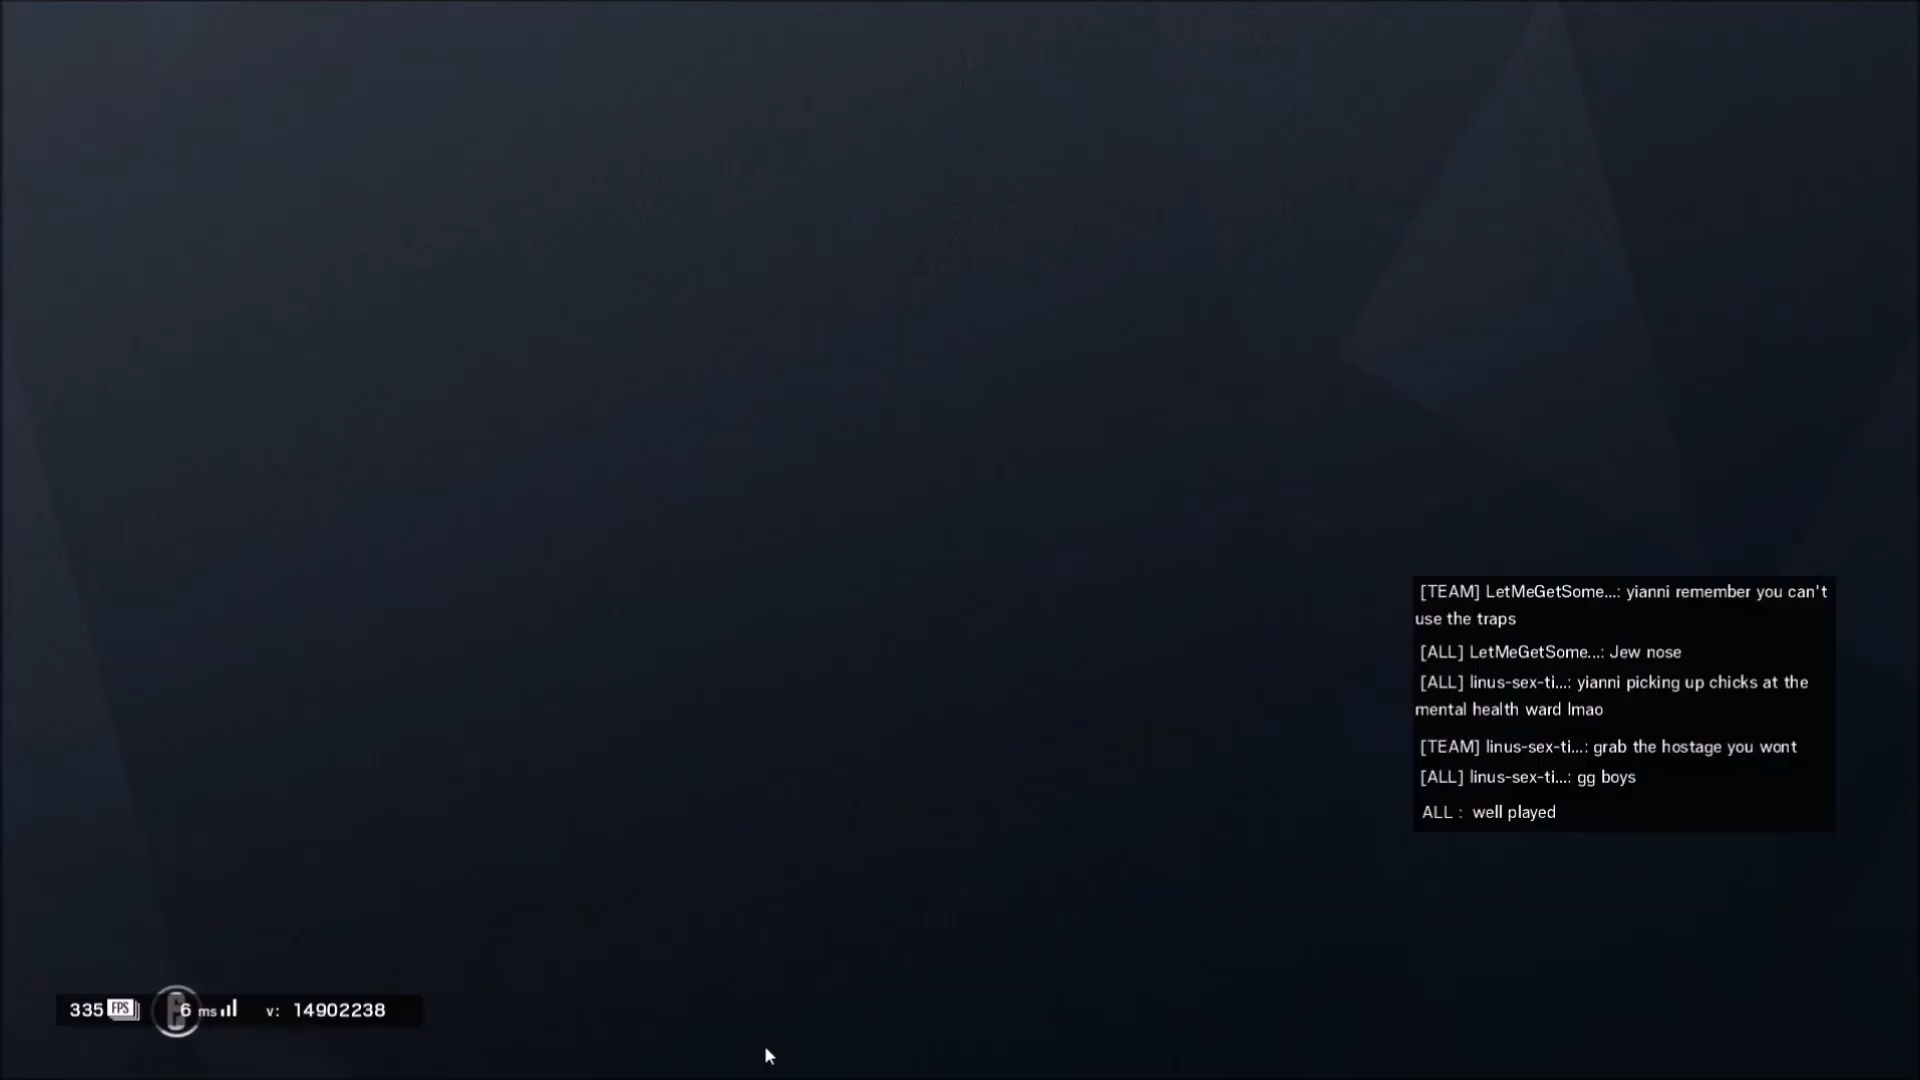 [TEAM] LetMeGetSome...: yianni remember you can't
use the traps
[ALL] LetMeGetSome...: Jew nose
[ALL] linus-sex-ti...: yianni picking up chicks at the
mental health ward lmao
[TEAM] linus-sex-ti...: grab the hostage you wont
[ALL] linus-sex-ti...: gg boys
ALL : well played
335 FPS 6 ms v: 14902238